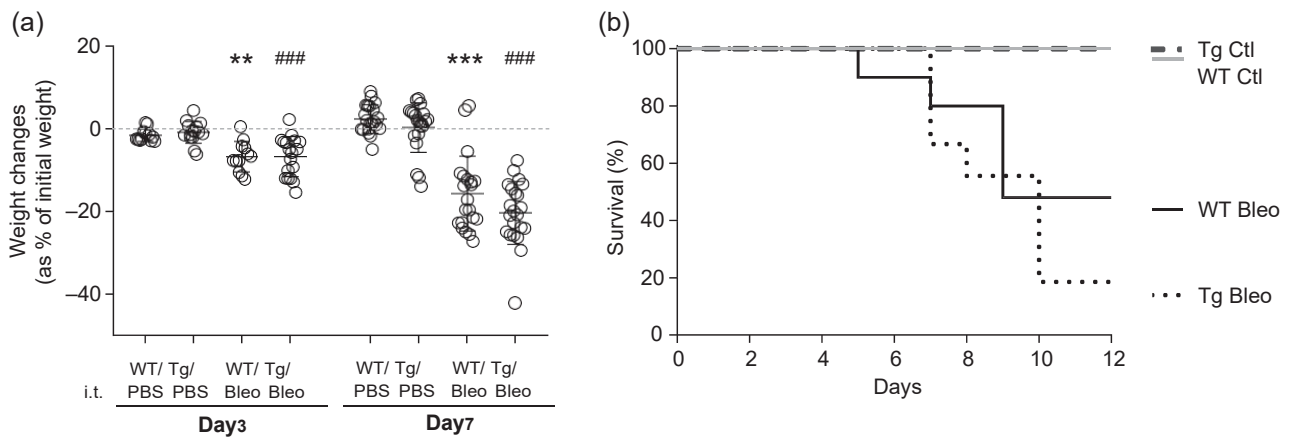 (a)
20
0
–20
–40
Weight changes
(as % of initial weight)
** ### *** ###
WT/ Tg/ WT/ Tg/ WT/ Tg/ WT/ Tg/
i.t. PBS PBS Bleo Bleo PBS PBS Bleo Bleo
Day3 Day7
(b)
100
80
60
40
20
0
Survival (%)
0 2 4 6 8 10 12
Days
Tg Ctl
WT Ctl
WT Bleo
Tg Bleo